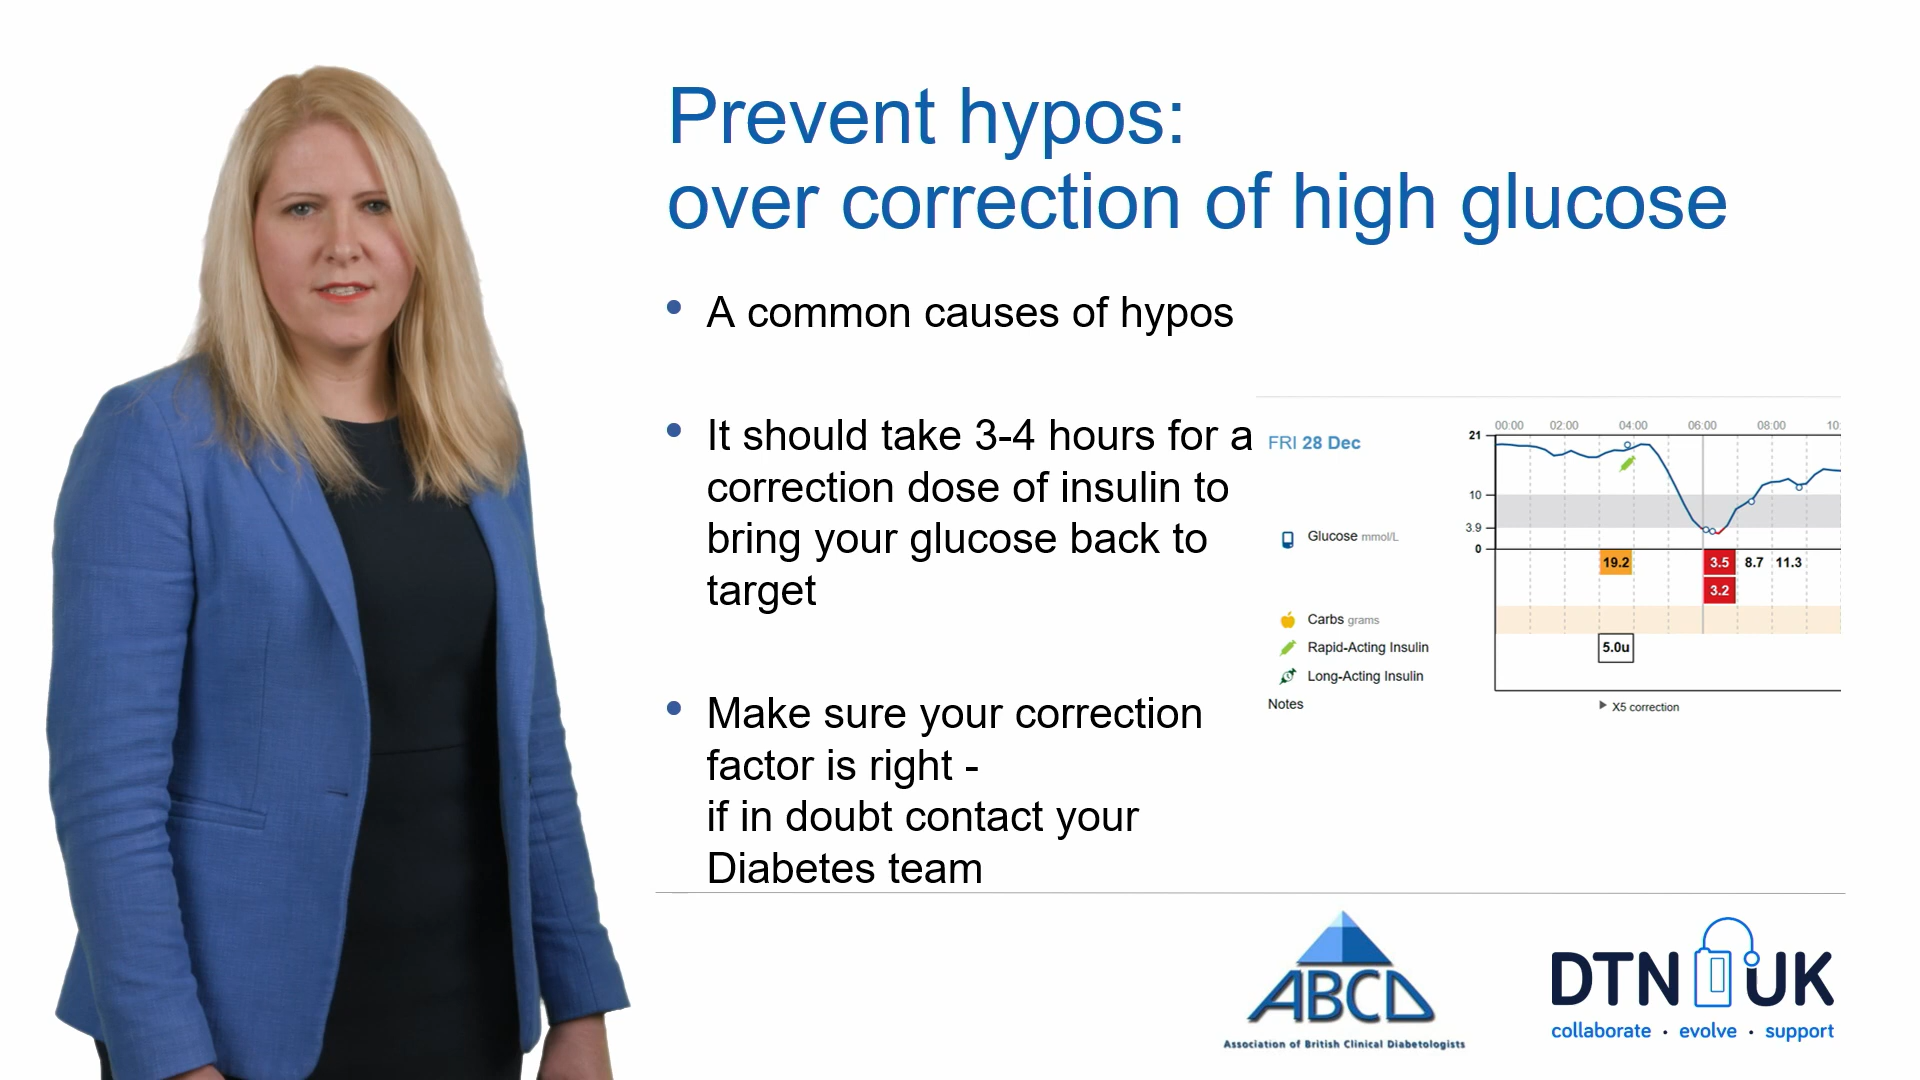 Prevent hypos:
over correction of high glucose
A common causes of hypos
It should take 3-4 hours for a
correction dose of insulin to
bring your glucose back to
target
Make sure your correction
factor is right -
if in doubt contact your
Diabetes team
FRI 28 Dec
00:00 02:00 04:00 06:00 08:00 10:
21
10
3.9
0
Glucose mmol/L
19.2 3.5 8.7 11.3
3.2
Carbs grams
Rapid-Acting Insulin 5.0u
Long-Acting Insulin
Notes X5 correction
ABCD
Association of British Clinical Diabetologists
DTN UK
collaborate · evolve · support